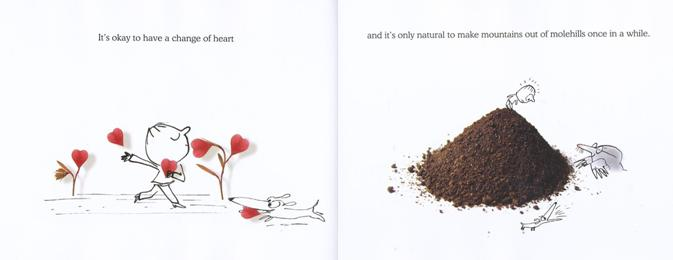 It's okay to have a change of heart
and it's only natural to make mountains out of molehills once in a while.